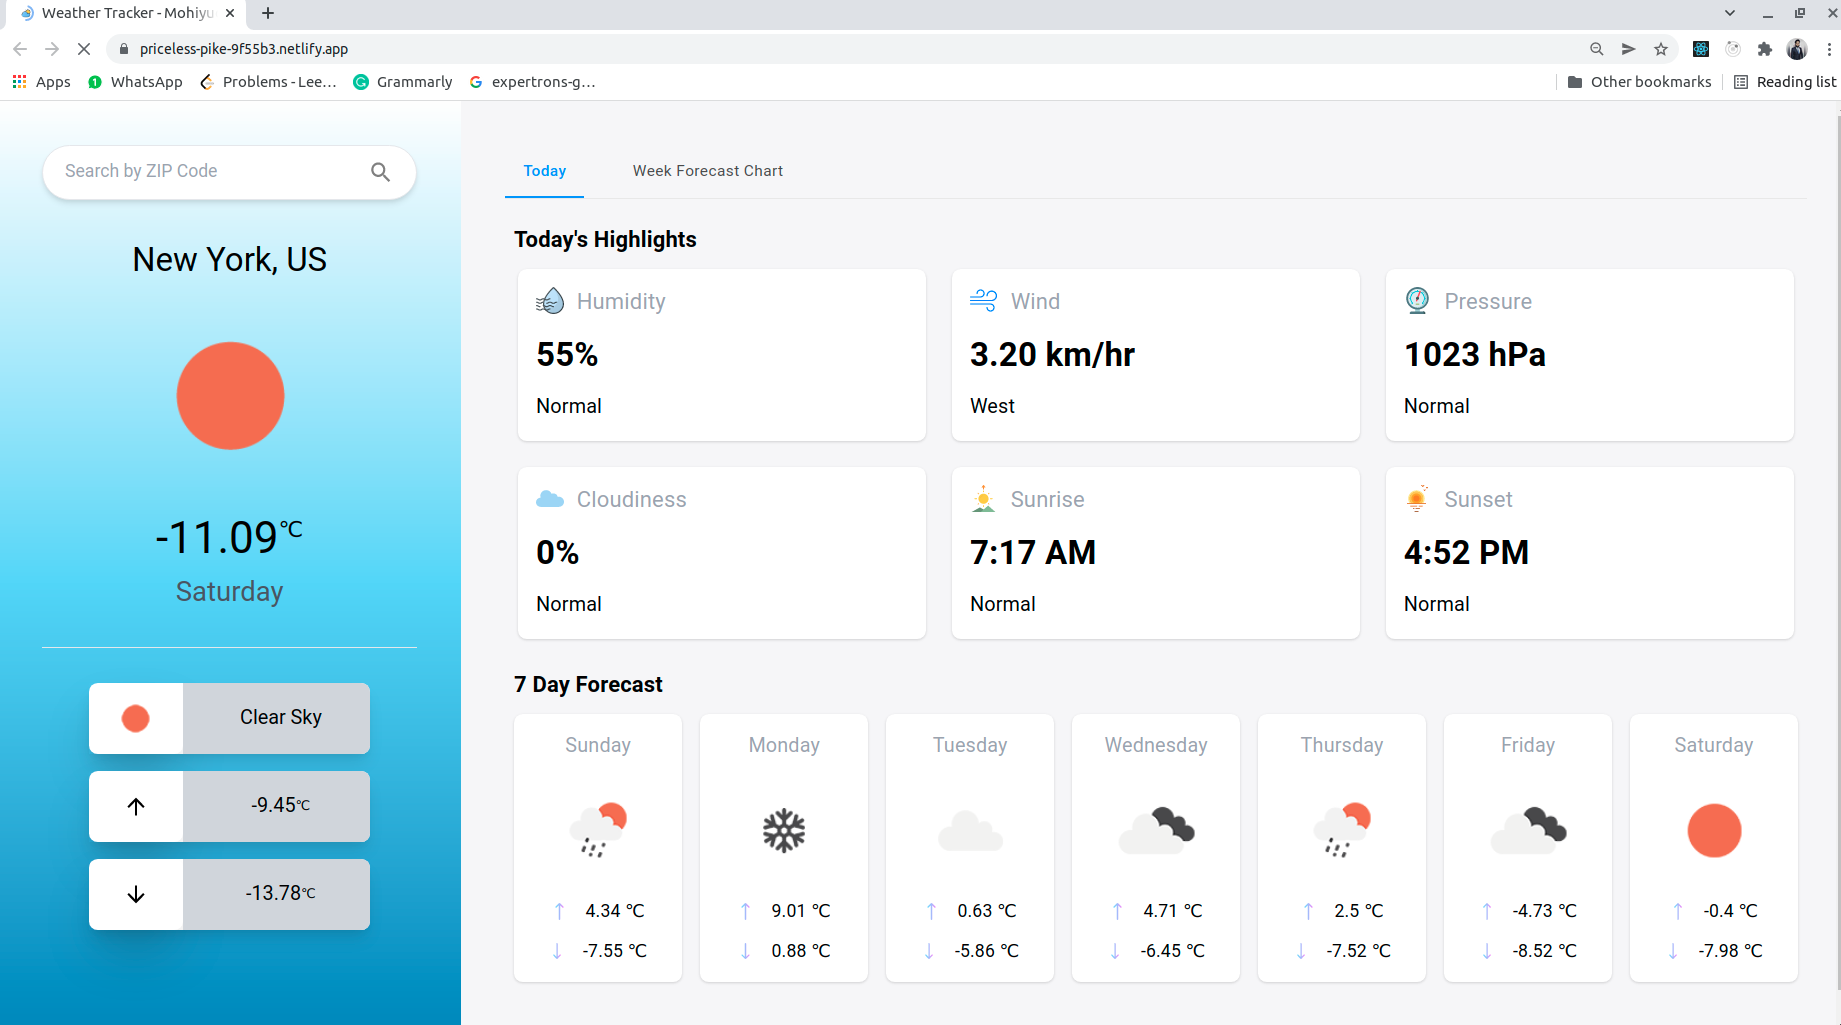 Weather Tracker - Mohiyu
priceless-pike-9f55b3.netlify.app
Apps
1 WhatsApp
Problems - Lee...
G Grammarly
G expertrons-g...
Other bookmarks
Reading list
Search by ZIP Code
New York, US
-11.09°C
Saturday
Clear Sky
-9.45°C
-13.78°C
Today Week Forecast Chart
Today's Highlights
Humidity
55%
Normal
Wind
3.20 km/hr
West
Pressure
1023 hPa
Normal
Cloudiness
0%
Normal
Sunrise
7:17 AM
Normal
Sunset
4:52 PM
Normal
7 Day Forecast
Sunday
↑ 4.34 °C
↓ -7.55 °C
Monday
↑ 9.01 °C
↓ 0.88 °C
Tuesday
↑ 0.63 °C
↓ -5.86 °C
Wednesday
↑ 4.71 °C
↓ -6.45 °C
Thursday
↑ 2.5 °C
↓ -7.52 °C
Friday
↑ -4.73 °C
↓ -8.52 °C
Saturday
↑ -0.4 °C
↓ -7.98 °C